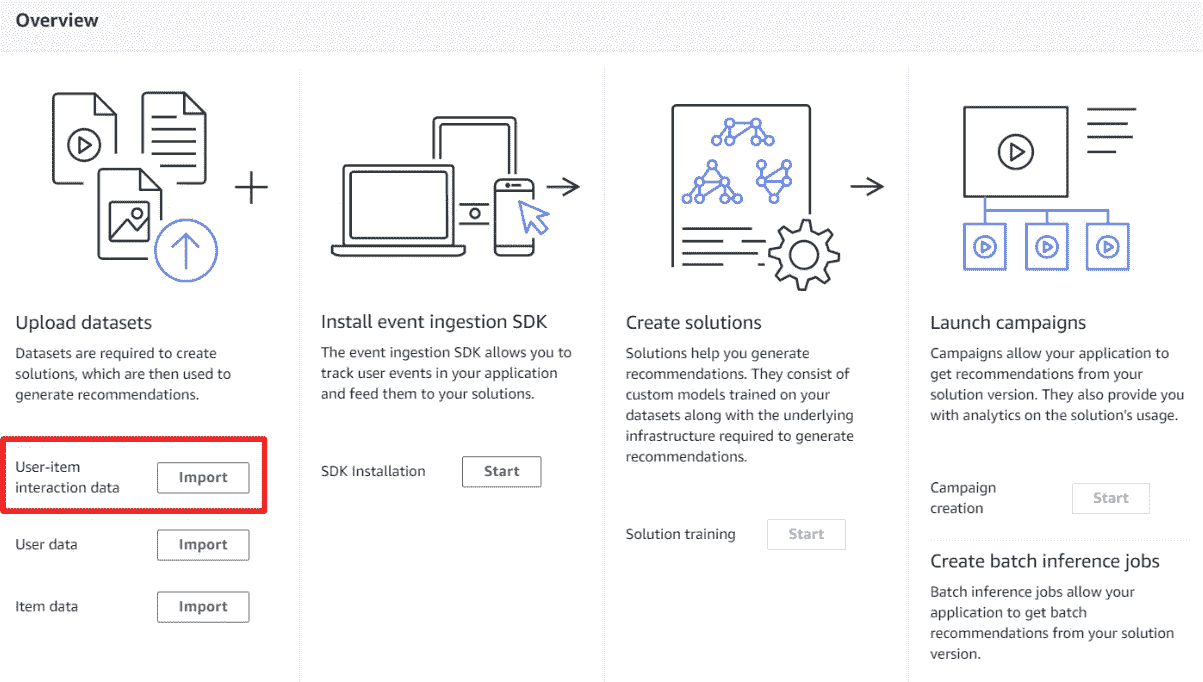 Overview
Upload datasets
Datasets are required to create
solutions, which are then used to
generate recommendations.
User-item
interaction data
Import
User data
Import
Item data
Import
Install event ingestion SDK
The event ingestion SDK allows you to
track user events in your application
and feed them to your solutions.
SDK Installation
Start
Create solutions
Solutions help you generate
recommendations. They consist of
custom models trained on your
datasets along with the underlying
infrastructure required to generate
recommendations.
Solution training
Start
Launch campaigns
Campaigns allow your application to
get recommendations from your
solution version. They also provide you
with analytics on the solution's usage.
Campaign
creation
Start
Create batch inference jobs
Batch inference jobs allow your
application to get batch
recommendations from your solution
version.